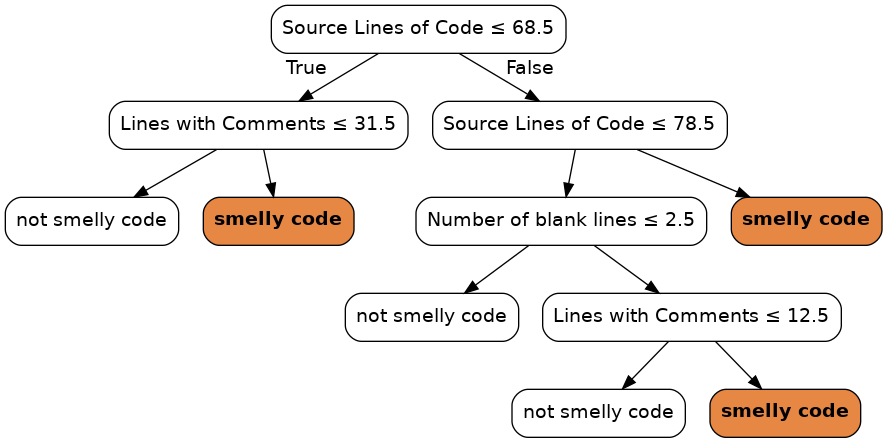 Source Lines of Code ≤ 68.5
True
False
Lines with Comments ≤ 31.5
Source Lines of Code ≤ 78.5
not smelly code
smelly code
Number of blank lines ≤ 2.5
smelly code
not smelly code
Lines with Comments ≤ 12.5
not smelly code
smelly code